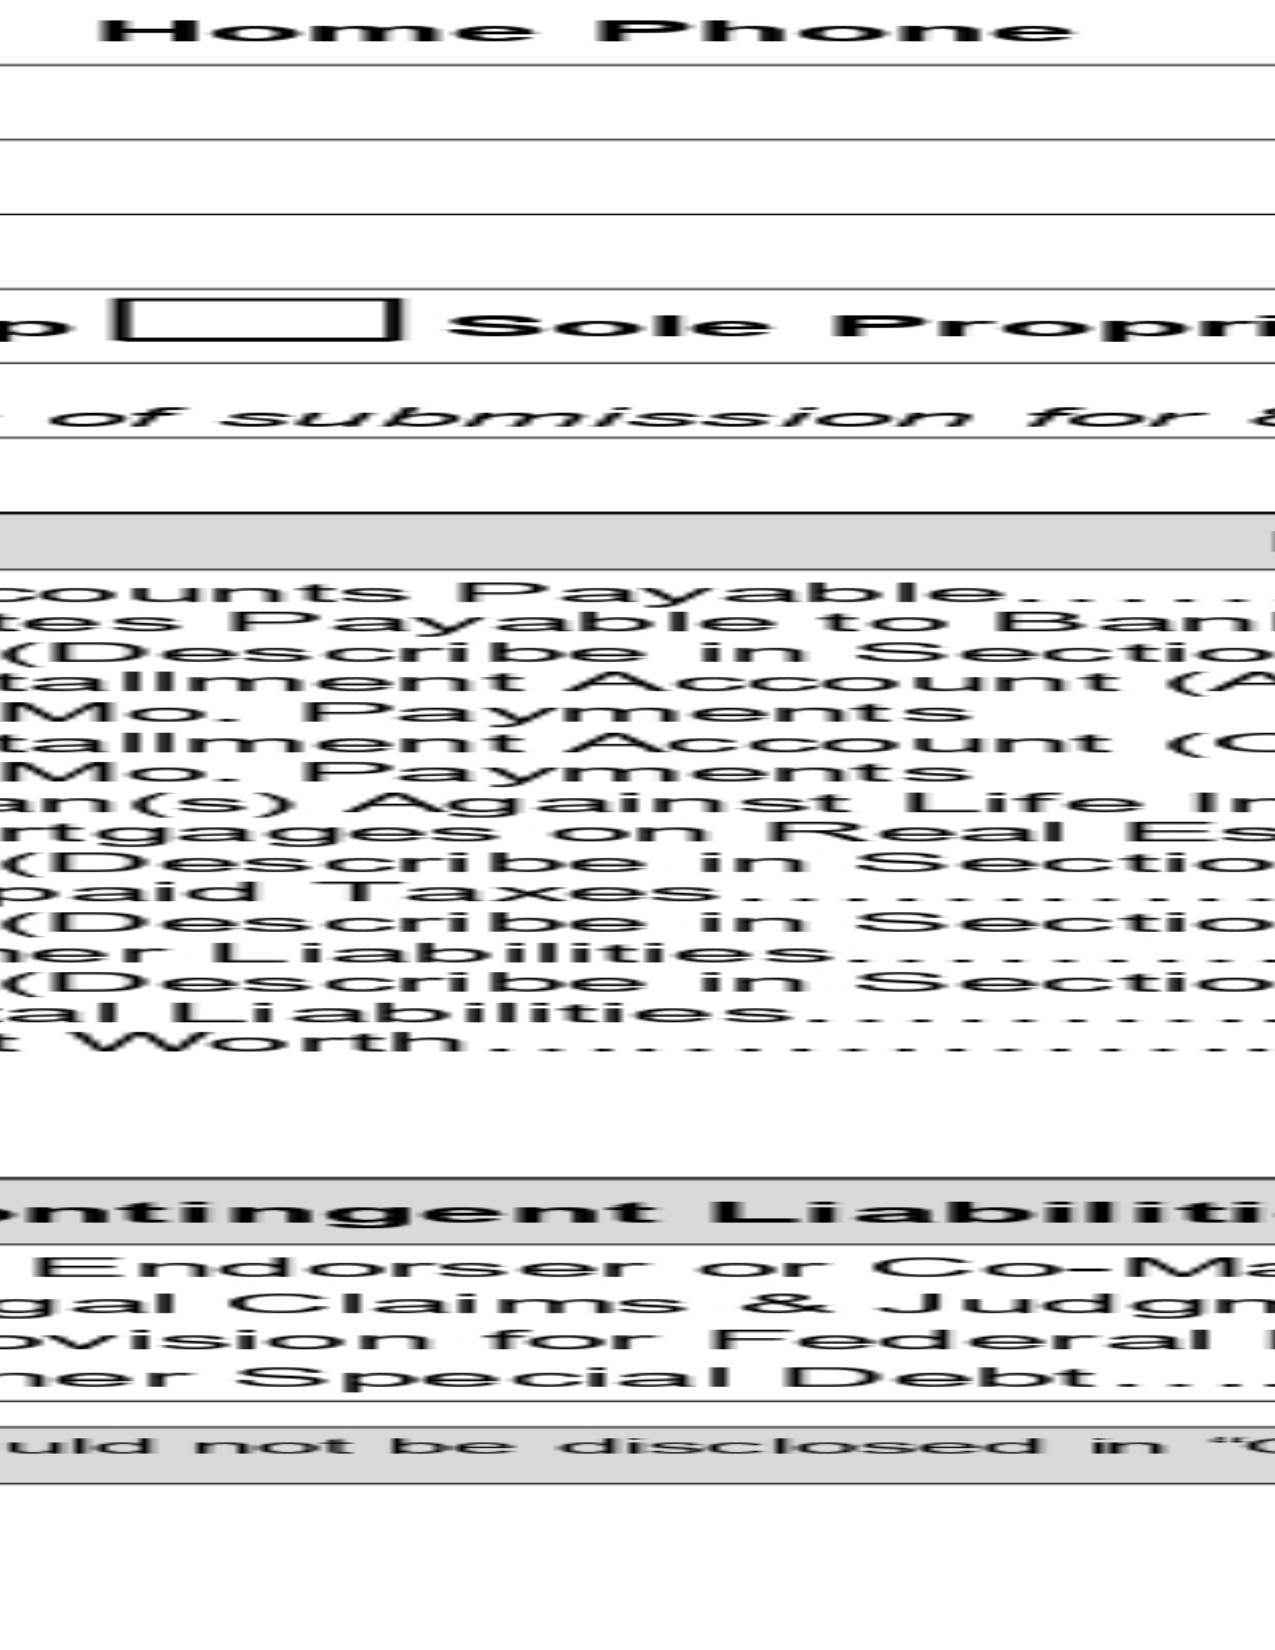 Home Phone
p Sole Propri
of submission for
counts Payable.....
tes Payable to Ban
(Describe in Sectio
tallment Account (A
Mo. Payments
tallment Account (
Mo. Payments
an(s) Against Life In
rtgages on Real Es
(Describe in Sectio
paid Taxes..........
(Describe in Sectio
her Liabilities........
(Describe in Sectio
al Liabilities.........
t Worth..............
ontingent Liabiliti
Endorser or Co-Ma
gal Claims & Judgm
ovision for Federal
her Special Debt....
uld not be disclosed in “